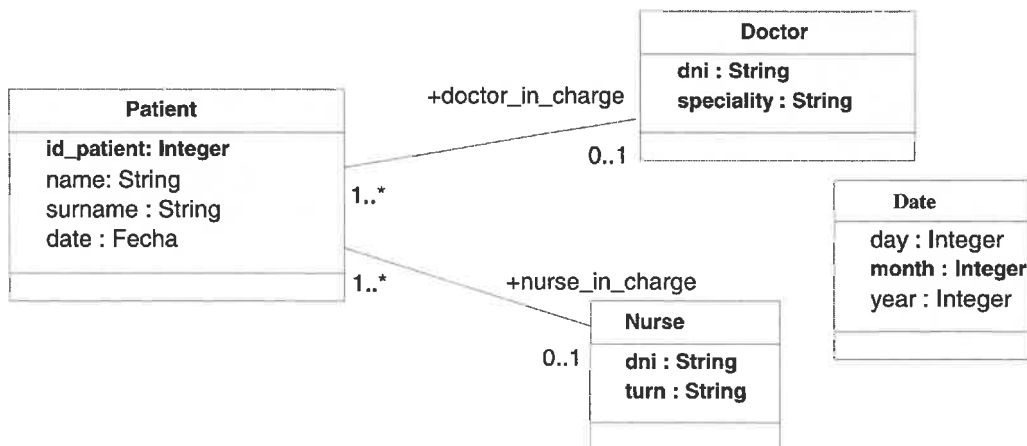 Doctor
dni : String
speciality : String
+doctor_in_charge
0..1
Patient
id_patient: Integer
name: String
surname : String
date : Fecha
1..*
1..*
+nurse_in_charge
0..1
Nurse
dni : String
turn : String
Date
day : Integer
month : Integer
year : Integer